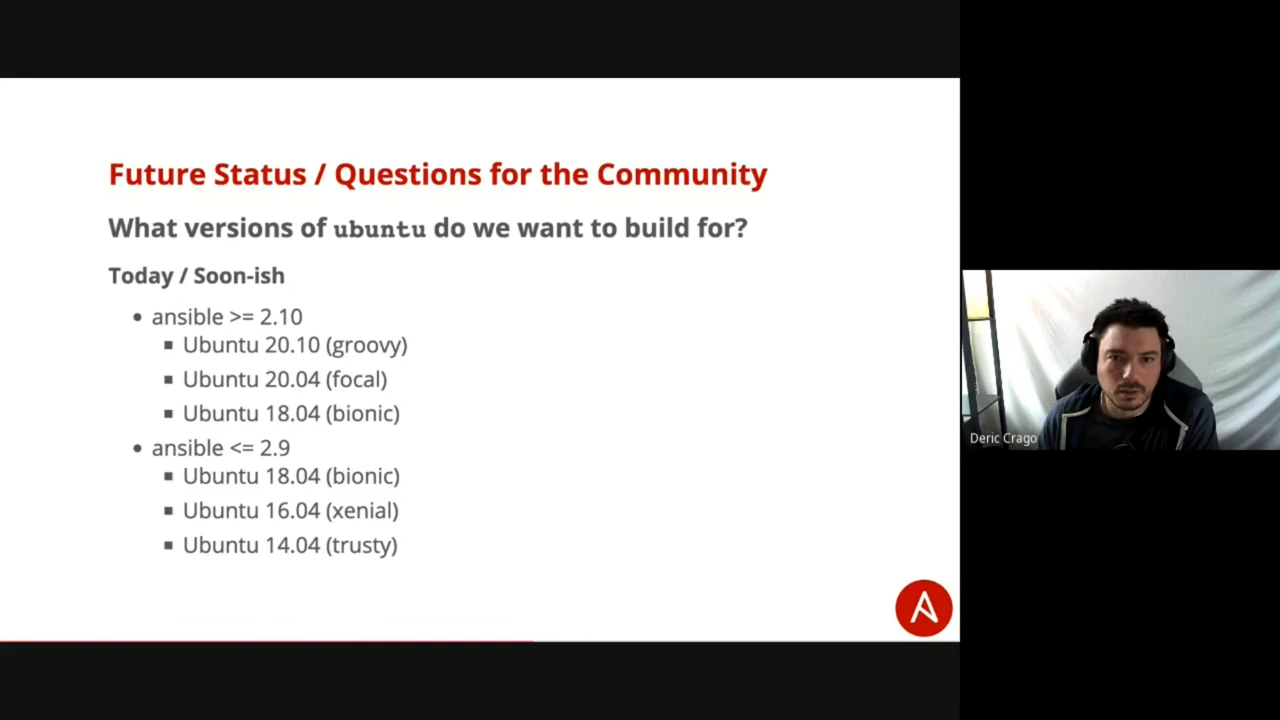 Future Status / Questions for the Community
What versions of ubuntu do we want to build for?
Today / Soon-ish
• ansible >= 2.10
▪ Ubuntu 20.10 (groovy)
▪ Ubuntu 20.04 (focal)
▪ Ubuntu 18.04 (bionic)
• ansible <= 2.9
▪ Ubuntu 18.04 (bionic)
▪ Ubuntu 16.04 (xenial)
▪ Ubuntu 14.04 (trusty)
Deric Crago